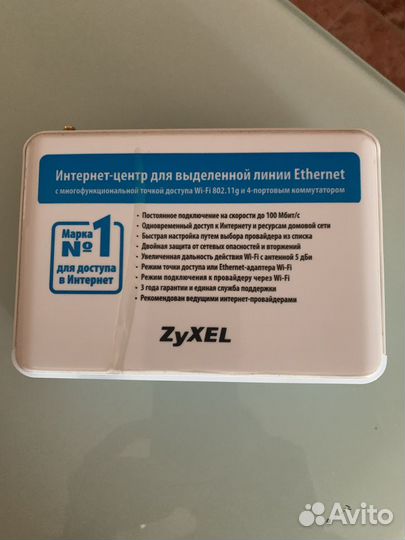 Интернет-центр для выделенной линии Ethernet
с многофункциональной точкой доступа Wi-Fi 802.11g и 4-портовым коммутатором
Марка
№1
для доступа
в Интернет
• Постоянное подключение на скорости до 100 Мбит/с
• Одновременный доступ к Интернету и ресурсам домовой сети
• Быстрая настройка путем выбора провайдера из списка
• Двойная защита от сетевых опасностей и вторжений
• Увеличенная дальность действия Wi-Fi с антенной 5 дБи
• Режим точки доступа или Ethernet-адаптера Wi-Fi
• Режим подключения к провайдеру через Wi-Fi
• 3 года гарантии и единая служба поддержки
• Рекомендован ведущими интернет-провайдерами
ZyXEL
Avito